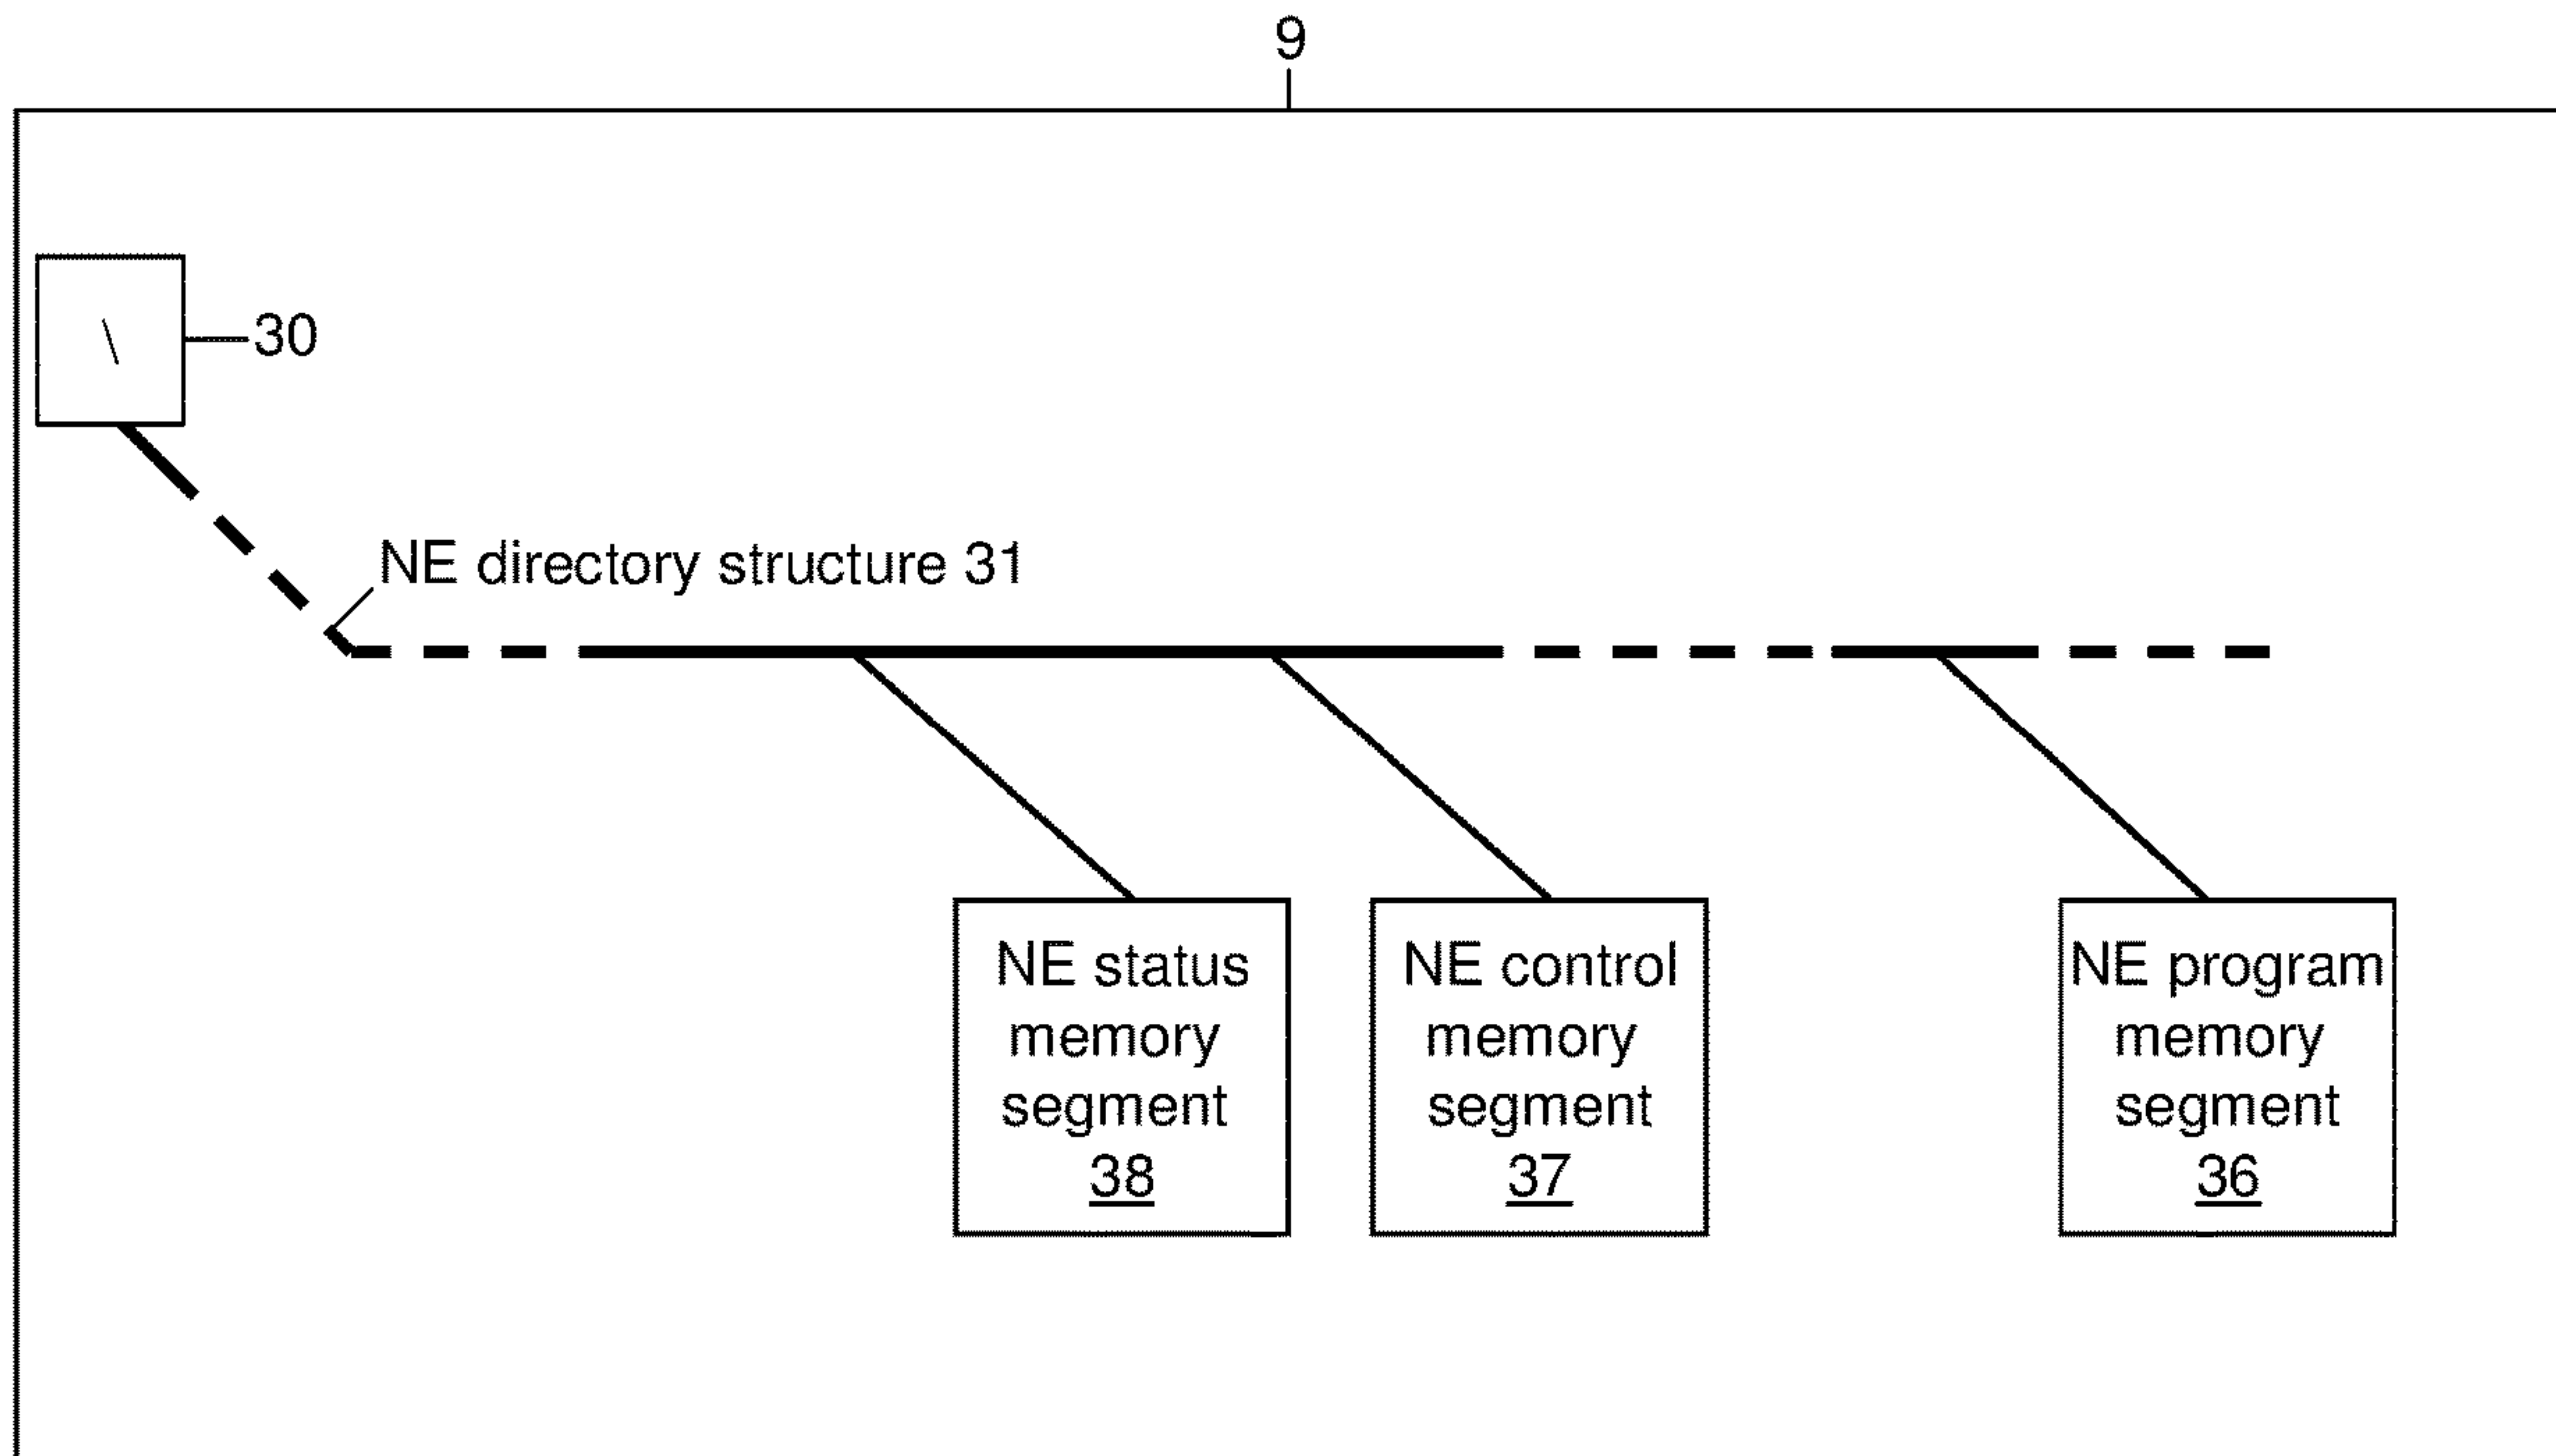 9
\
30
NE directory structure 31
NE status
memory
segment
38
NE control
memory
segment
37
NE program
memory
segment
36